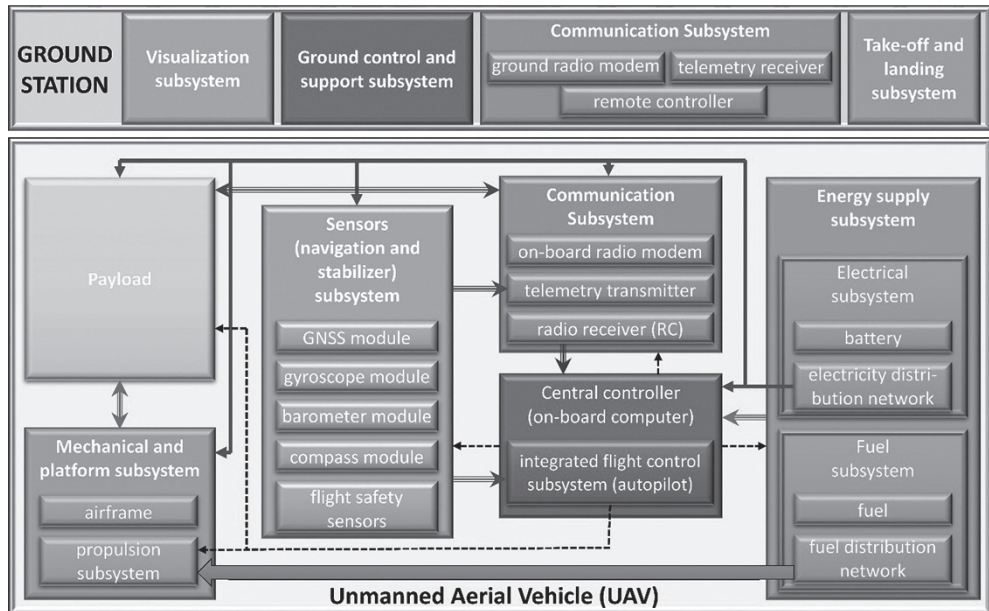 GROUND
STATION
Visualization
subsystem
Ground control and
support subsystem
Communication Subsystem
ground radio modem
telemetry receiver
remote controller
Take-off and
landing
subsystem
Payload
Mechanical and
platform subsystem
airframe
propulsion
subsystem
Sensors
(navigation and
stabilizer)
subsystem
GNSS module
gyroscope module
barometer module
compass module
flight safety
sensors
Communication
Subsystem
on-board radio modem
telemetry transmitter
radio receiver (RC)
Central controller
(on-board computer)
integrated flight control
subsystem (autopilot)
Energy supply
subsystem
Electrical
subsystem
battery
electricity distri-
bution network
Fuel
subsystem
fuel
fuel distribution
network
Unmanned Aerial Vehicle (UAV)